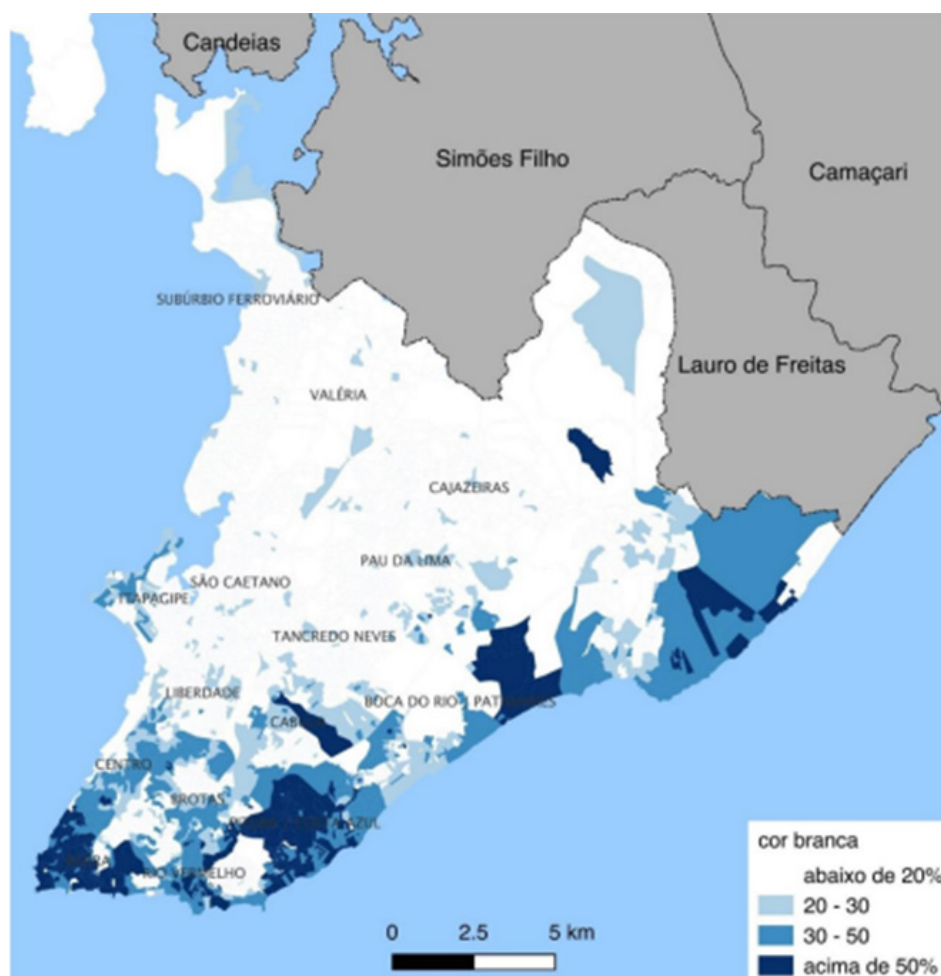 Candeias
Simões Filho
Camaçari
SUBÚRBIO FERROVIÁRIO
Lauro de Freitas
VALÉRIA
CAJAZEIRAS
PAU DA LIMA
SÃO CAETANO
ITAPAGIPE
TANCREDO NEVES
LIBERDADE
BOCA DO RIO
CENTRO
BROTAS
AZUL
BARRA
RIO VERMELHO
cor branca
abaixo de 20%
20 - 30
30 - 50
acima de 50%
0 2.5 5 km